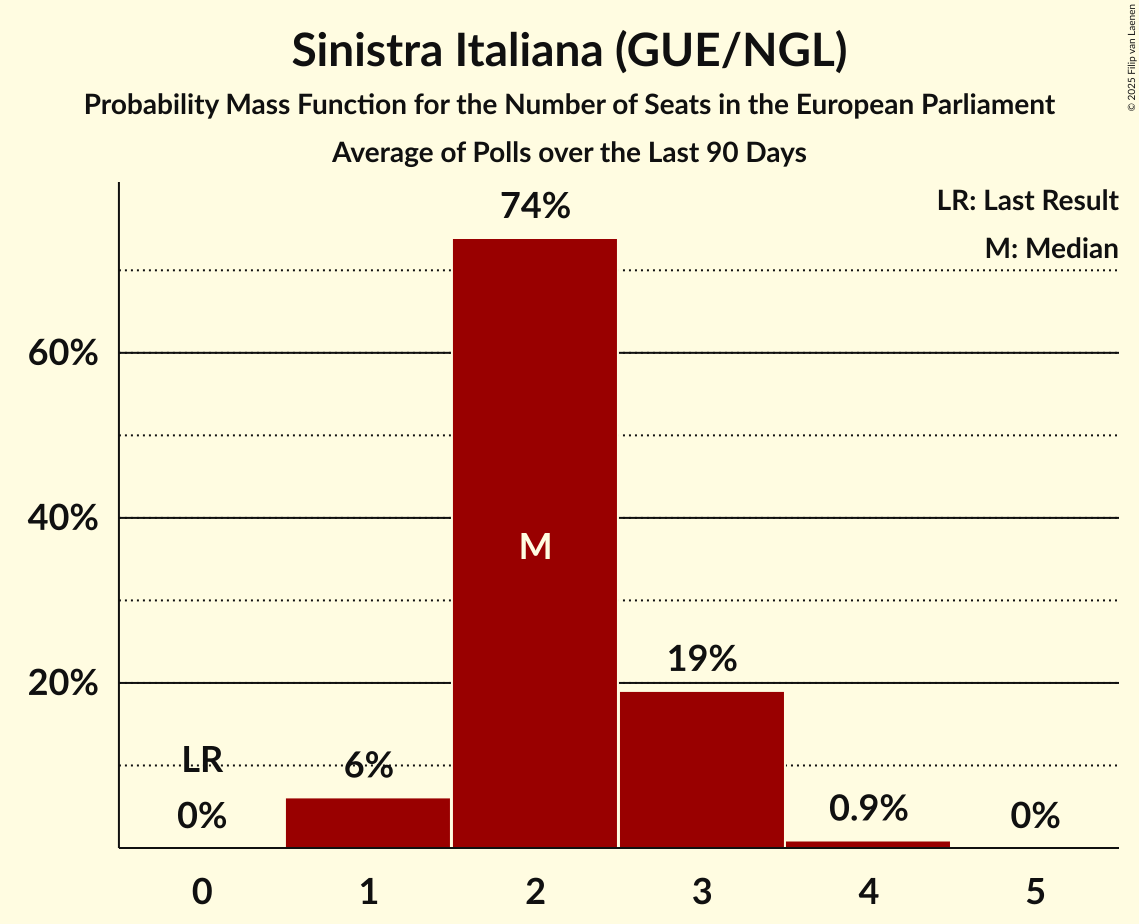 Sinistra Italiana (GUE/NGL)
Probability Mass Function for the Number of Seats in the European Parliament
Average of Polls over the Last 90 Days
© 2025 Filip van Laenen
LR: Last Result
M: Median
74%
60%
40%
M
19%
20%
LR
6%
0%
0.9%
0%
0 1 2 3 4 5